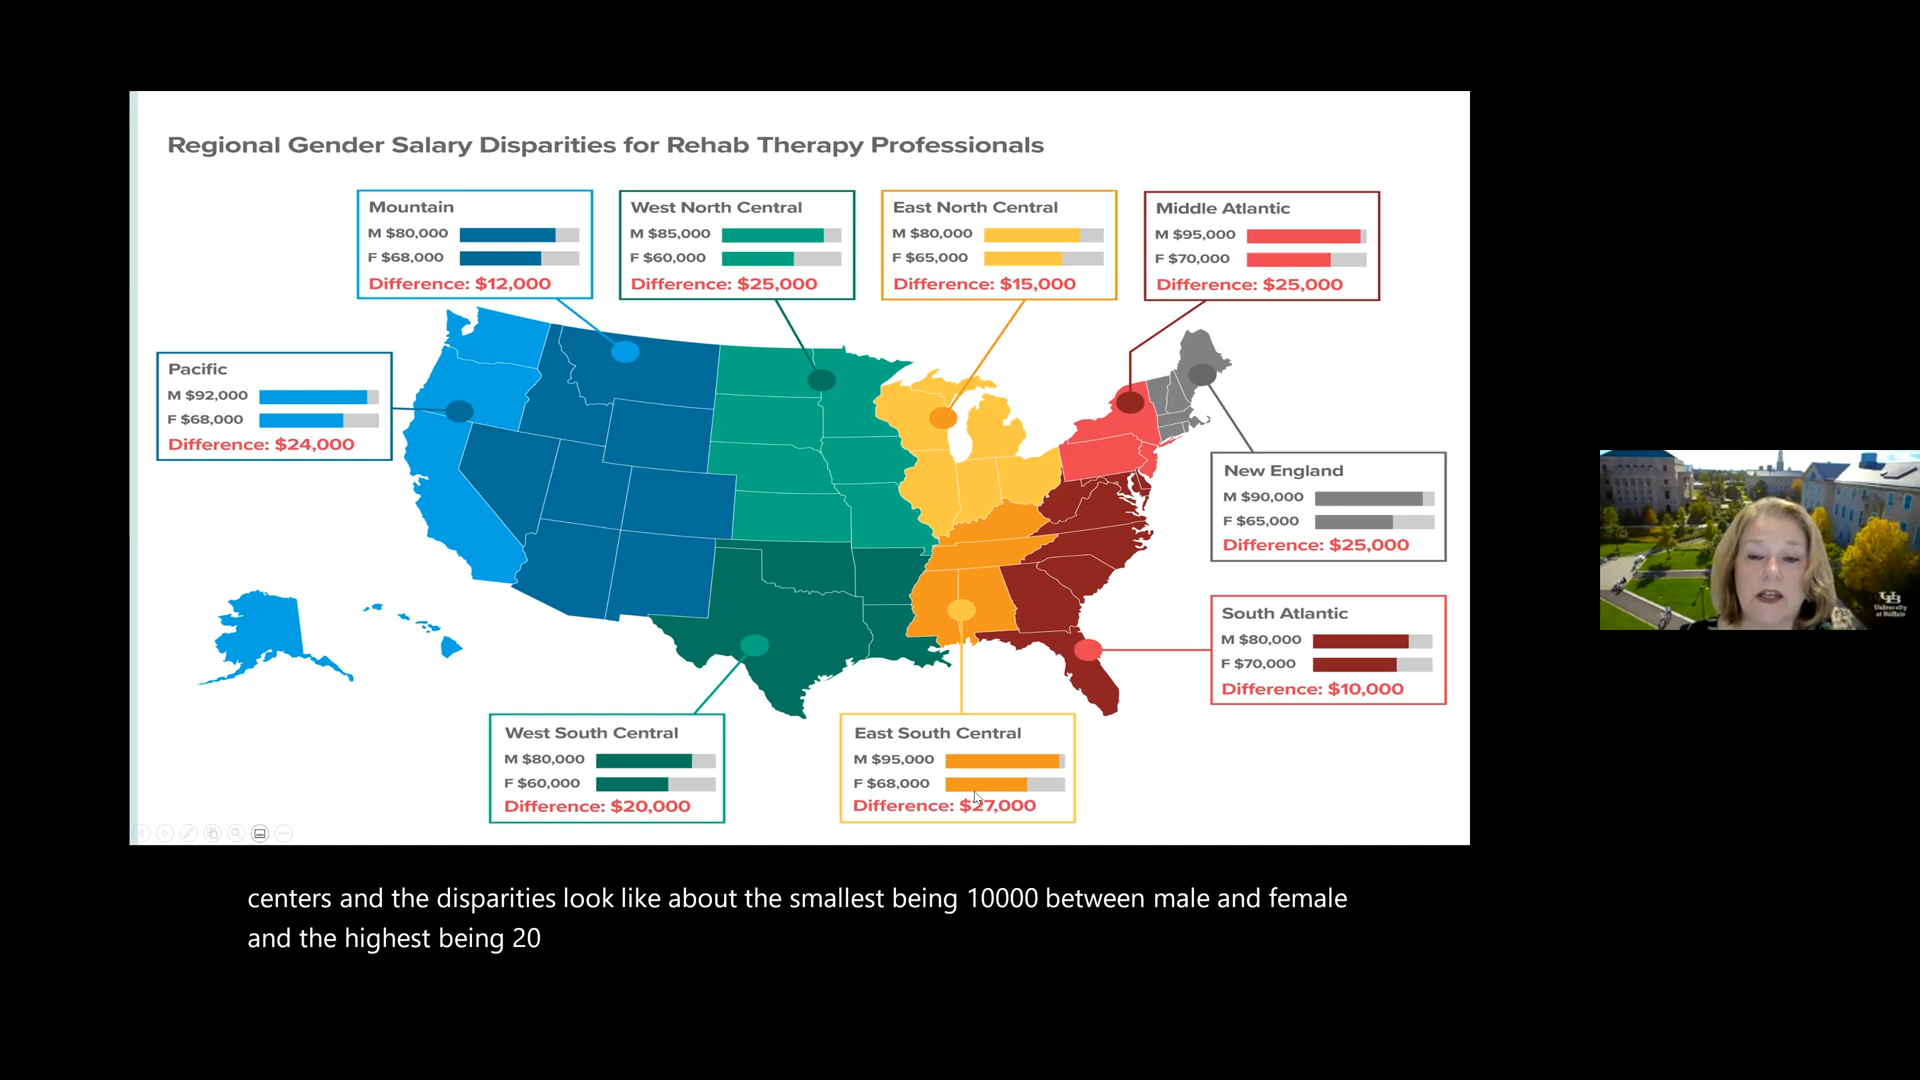 Regional Gender Salary Disparities for Rehab Therapy Professionals
Mountain
M $80,000
F $68,000
Difference: $12,000
West North Central
M $85,000
F $60,000
Difference: $25,000
East North Central
M $80,000
F $65,000
Difference: $15,000
Middle Atlantic
M $95,000
F $70,000
Difference: $25,000
Pacific
M $92,000
F $68,000
Difference: $24,000
New England
M $90,000
F $65,000
Difference: $25,000
South Atlantic
M $80,000
F $70,000
Difference: $10,000
West South Central
M $80,000
F $60,000
Difference: $20,000
East South Central
M $95,000
F $68,000
Difference: $27,000
UB
University
at Buffalo
centers and the disparities look like about the smallest being 10000 between male and female
and the highest being 20